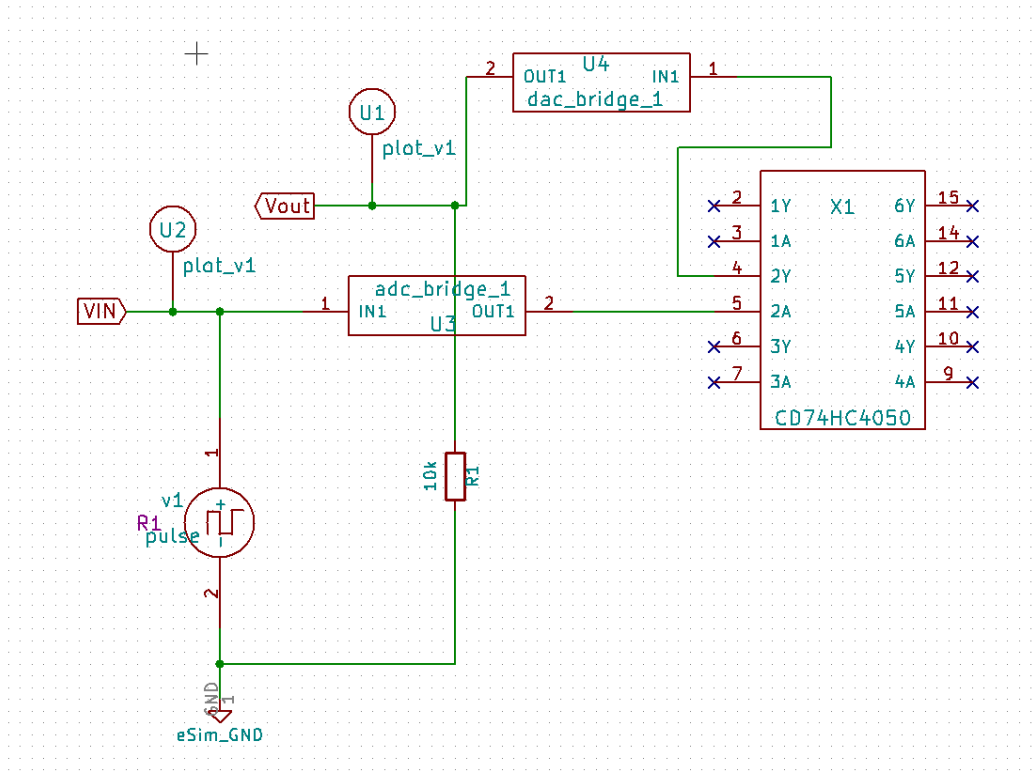 2 OUT1 U4 IN1 1
dac_bridge_1
U1
plot_v1
Vout
U2
plot_v1
VIN
1 IN1 adc_bridge_1 OUT1 2
U3
2 1Y X1 6Y 15
3 1A 6A 14
4 2Y 5Y 12
5 2A 5A 11
6 3Y 4Y 10
7 3A 4A 9
CD74HC4050
1
10k R1
v1
+
R1
pulse
2
GND 1
eSim_GND